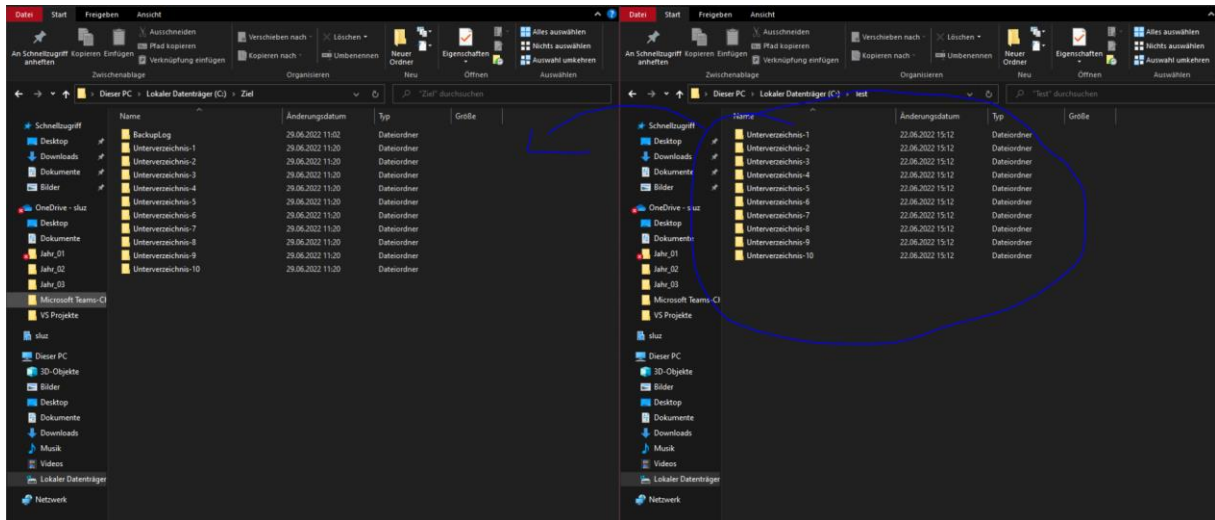 Datei Start Freigeben Ansicht
An Schnellzugriff anheften
Kopieren
Einfügen
Ausschneiden
Pfad kopieren
Verknüpfung einfügen
Zwischenablage
Verschieben nach
Kopieren nach
Löschen
Umbenennen
Organisieren
Neuer Ordner
Neu
Eigenschaften
Öffnen
Alles auswählen
Nichts auswählen
Auswahl umkehren
Auswählen
Dieser PC › Lokaler Datenträger (C:) › Ziel
"Ziel" durchsuchen
Schnellzugriff
Desktop
Downloads
Dokumente
Bilder
OneDrive - sluz
Desktop
Dokumente
Jahr_01
Jahr_02
Jahr_03
Microsoft Teams-Ch
VS Projekte
sluz
Dieser PC
3D-Objekte
Bilder
Desktop
Dokumente
Downloads
Musik
Videos
Lokaler Datenträger
Netzwerk
Name Änderungsdatum Typ Größe
BackupLog 29.06.2022 11:02 Dateiordner
Unterverzeichnis-1 29.06.2022 11:20 Dateiordner
Unterverzeichnis-2 29.06.2022 11:20 Dateiordner
Unterverzeichnis-3 29.06.2022 11:20 Dateiordner
Unterverzeichnis-4 29.06.2022 11:20 Dateiordner
Unterverzeichnis-5 29.06.2022 11:20 Dateiordner
Unterverzeichnis-6 29.06.2022 11:20 Dateiordner
Unterverzeichnis-7 29.06.2022 11:20 Dateiordner
Unterverzeichnis-8 29.06.2022 11:20 Dateiordner
Unterverzeichnis-9 29.06.2022 11:20 Dateiordner
Unterverzeichnis-10 29.06.2022 11:20 Dateiordner
Datei Start Freigeben Ansicht
An Schnellzugriff anheften
Kopieren
Einfügen
Ausschneiden
Pfad kopieren
Verknüpfung einfügen
Zwischenablage
Verschieben nach
Kopieren nach
Löschen
Umbenennen
Organisieren
Neuer Ordner
Neu
Eigenschaften
Öffnen
Alles auswählen
Nichts auswählen
Auswahl umkehren
Auswählen
Dieser PC › Lokaler Datenträger (C:) › Test
"Test" durchsuchen
Schnellzugriff
Desktop
Downloads
Dokumente
Bilder
OneDrive - sluz
Desktop
Dokumente
Jahr_01
Jahr_02
Jahr_03
Microsoft Teams-Ch
VS Projekte
sluz
Dieser PC
3D-Objekte
Bilder
Desktop
Dokumente
Downloads
Musik
Videos
Lokaler Datenträger
Netzwerk
Name Änderungsdatum Typ Größe
Unterverzeichnis-1 22.06.2022 15:12 Dateiordner
Unterverzeichnis-2 22.06.2022 15:12 Dateiordner
Unterverzeichnis-3 22.06.2022 15:12 Dateiordner
Unterverzeichnis-4 22.06.2022 15:12 Dateiordner
Unterverzeichnis-5 22.06.2022 15:12 Dateiordner
Unterverzeichnis-6 22.06.2022 15:12 Dateiordner
Unterverzeichnis-7 22.06.2022 15:12 Dateiordner
Unterverzeichnis-8 22.06.2022 15:12 Dateiordner
Unterverzeichnis-9 22.06.2022 15:12 Dateiordner
Unterverzeichnis-10 22.06.2022 15:12 Dateiordner